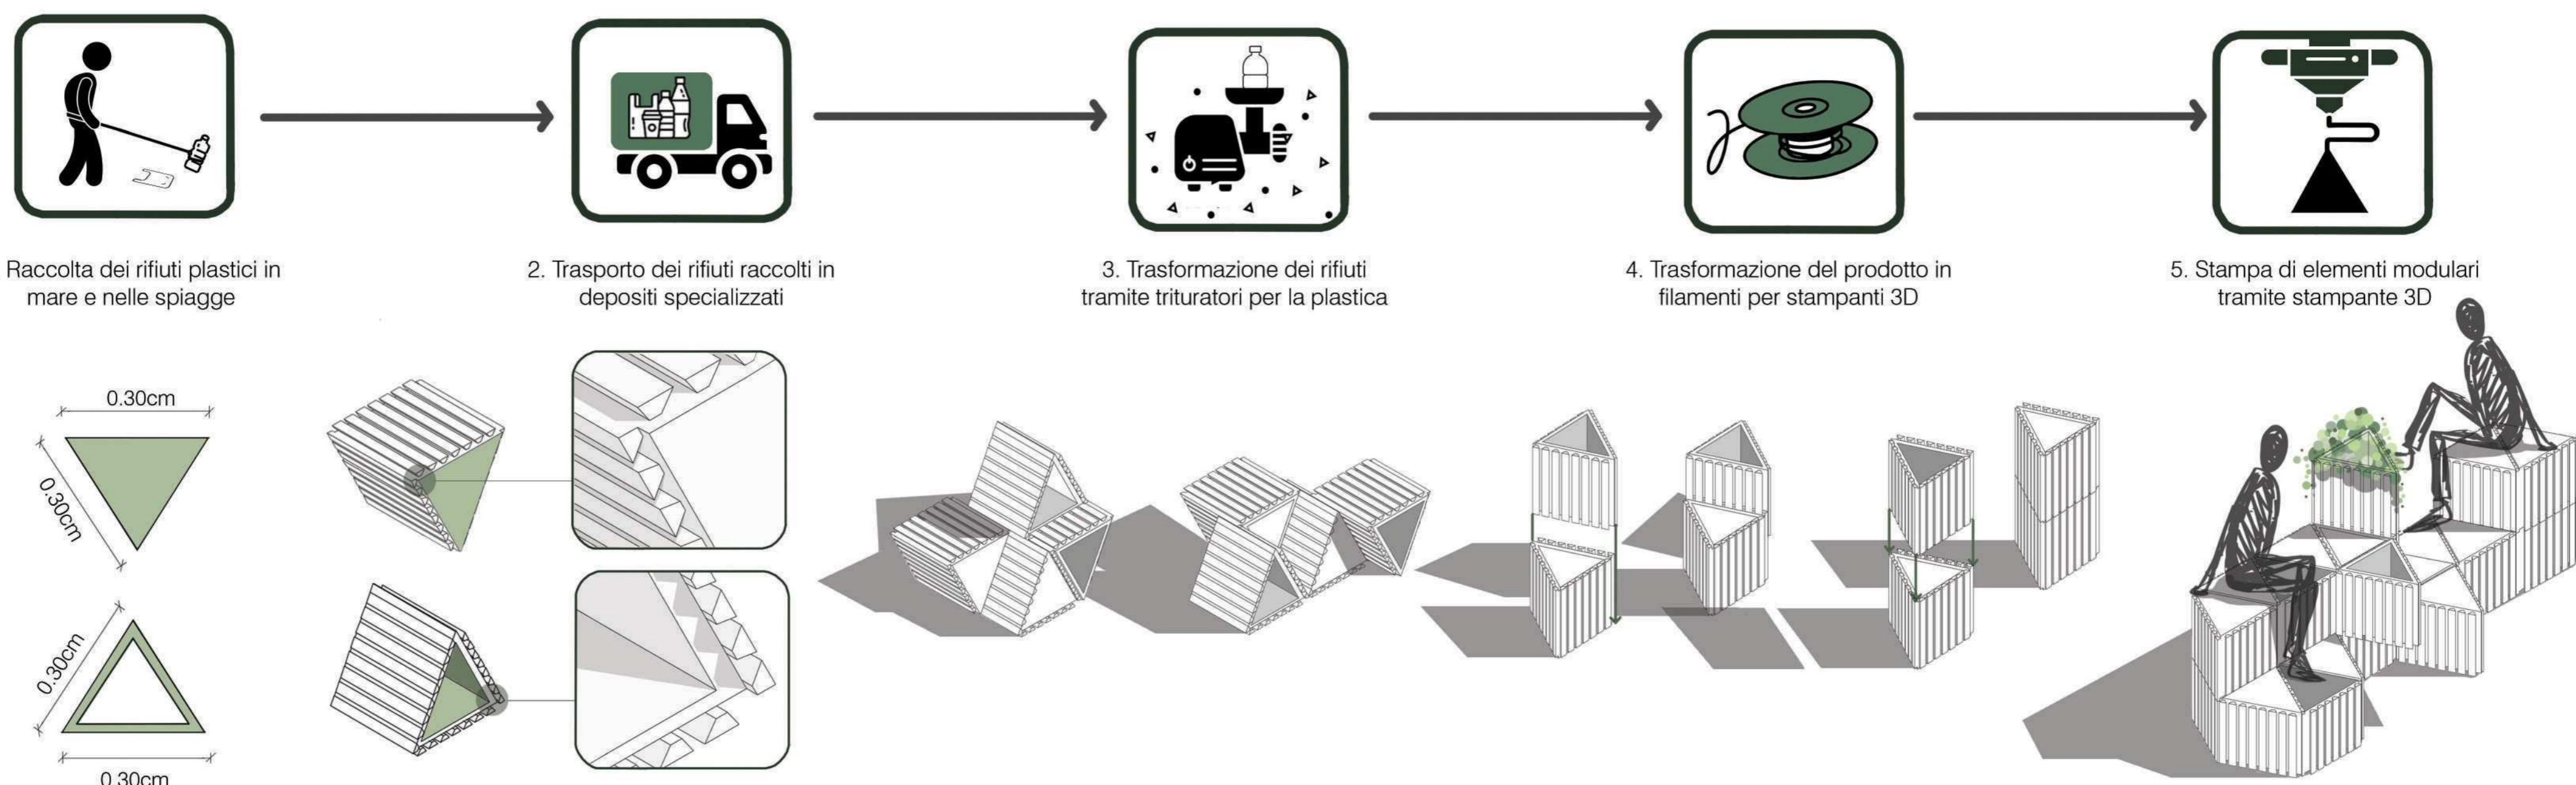 Raccolta dei rifiuti plastici in
mare e nelle spiagge
2. Trasporto dei rifiuti raccolti in
depositi specializzati
3. Trasformazione dei rifiuti
tramite trituratori per la plastica
4. Trasformazione del prodotto in
filamenti per stampanti 3D
5. Stampa di elementi modulari
tramite stampante 3D
0.30cm
0.30cm
0.30cm
0.30cm